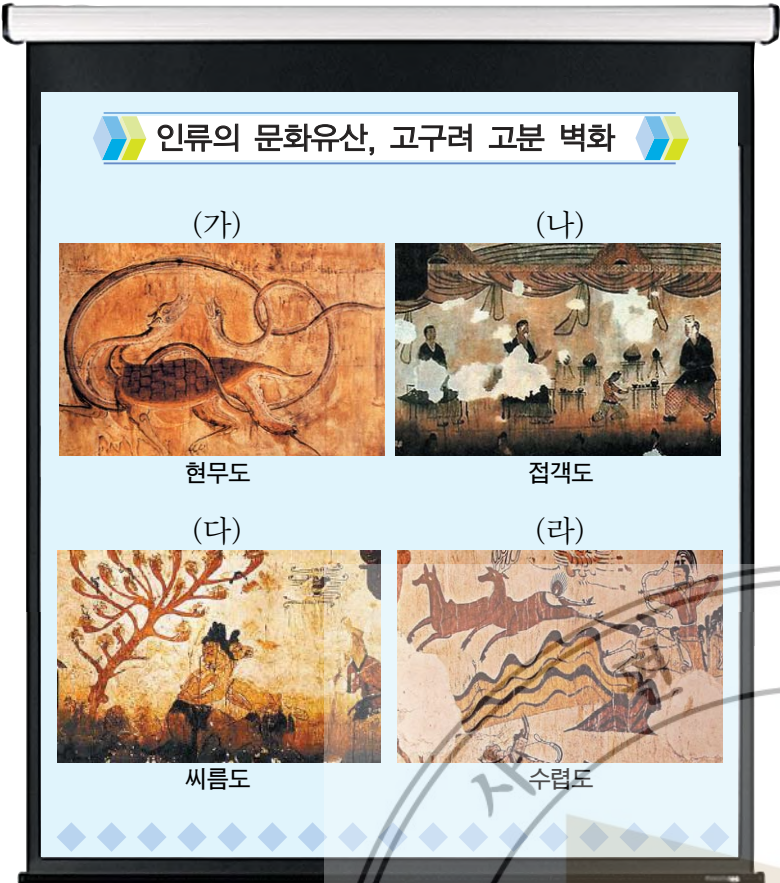 인류의 문화유산, 고구려 고분 벽화
(가)
(나)
현무도
접객도
(다)
(라)
씨름도
수렵도